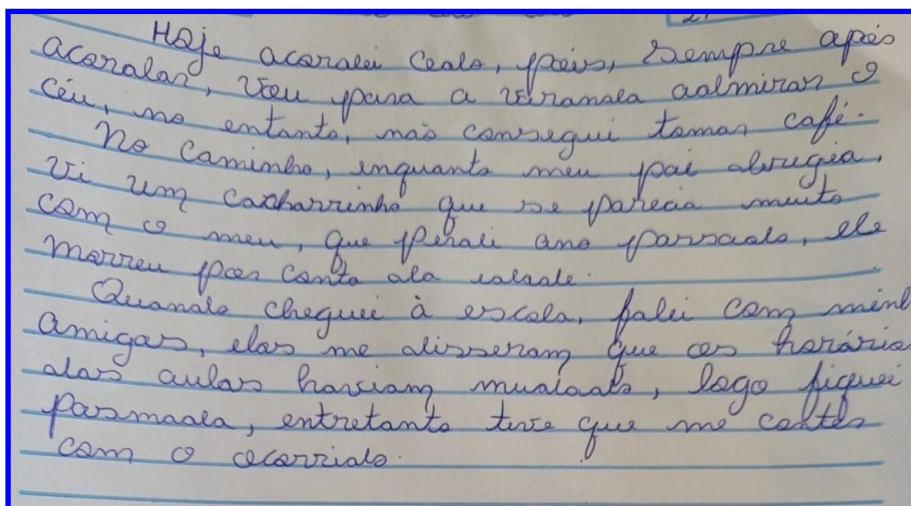 Hoje acordei cedo, pois, sempre após
acordar, vou para a varanda admirar o
céu, no entanto, não consegui tomar café.
No caminho, enquanto meu pai dirigia,
vi um cachorrinho que se parecia muito
com o meu, que perdi ano passado, ele
morreu por conta da idade.
Quando cheguei à escola, falei com minh
amigas, elas me disseram que os horário
das aulas haviam mudado, logo fiquei
pasmada, entretanto tive que me conter
com o ocorrido.